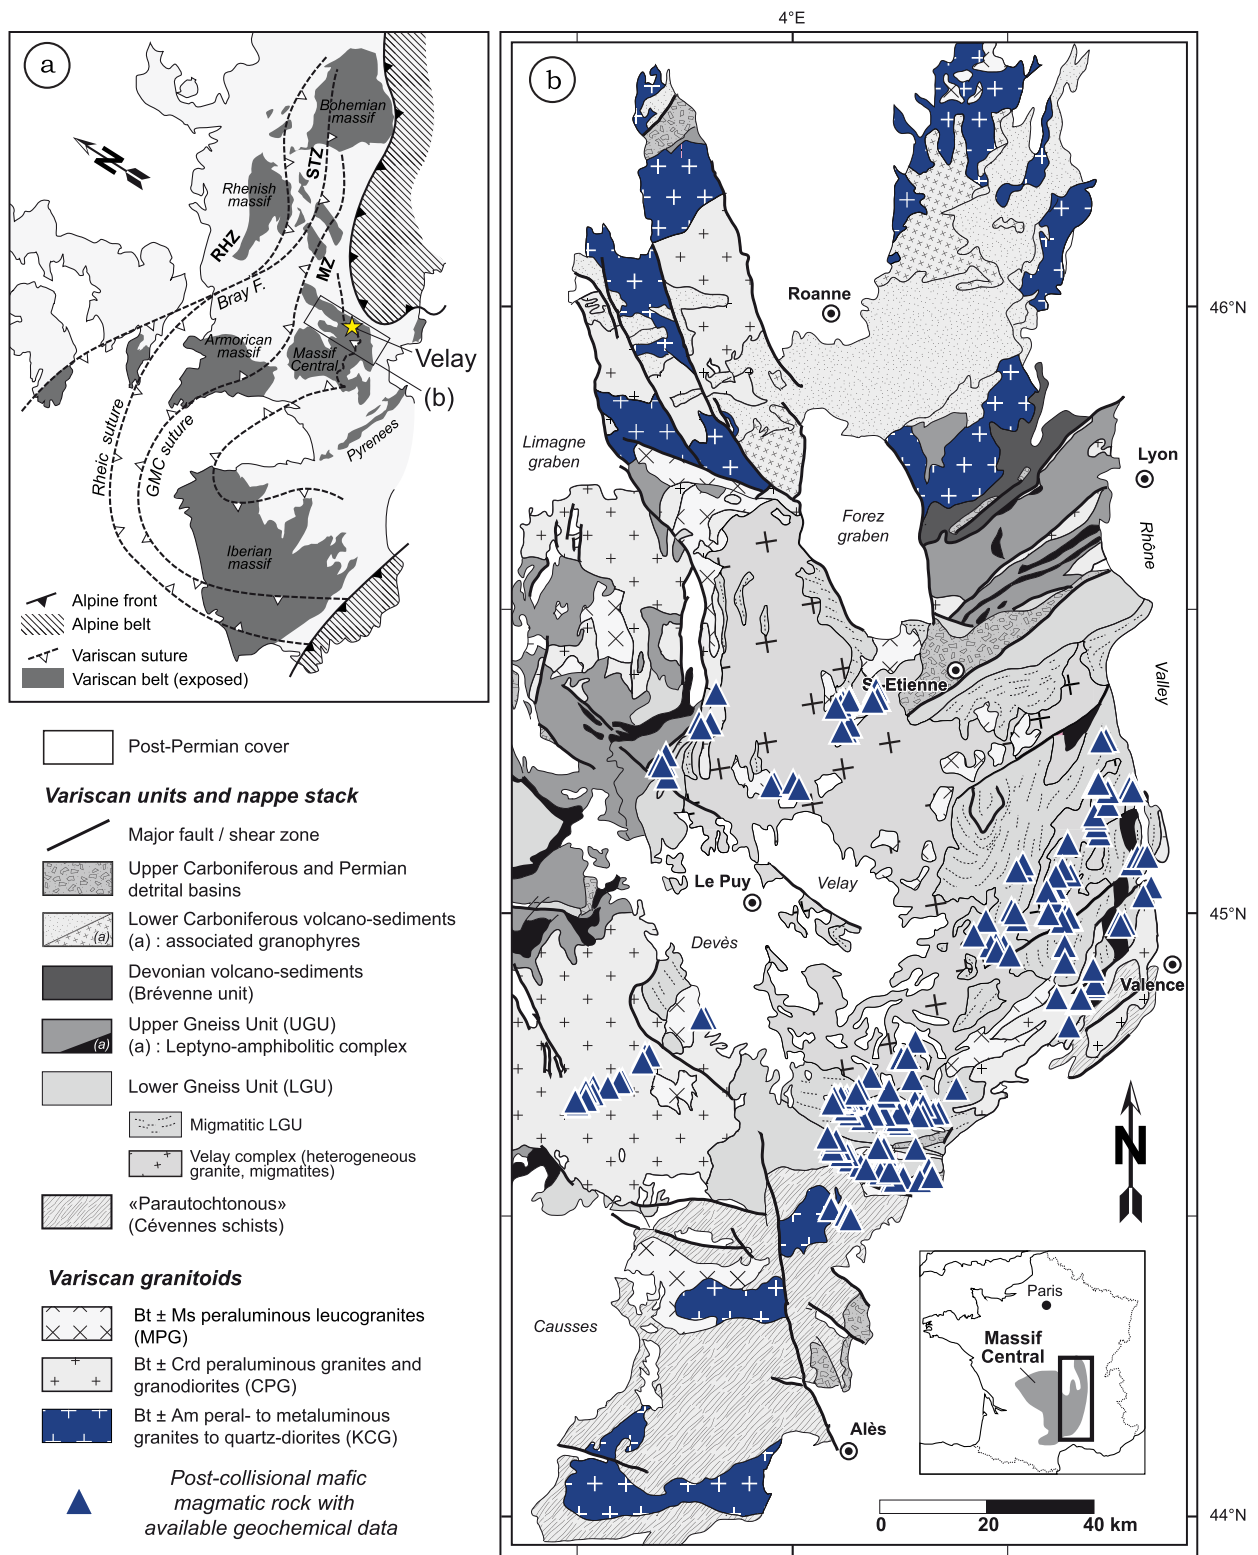 4°E
a
b
Bohemian
massif
N
STZ
Rhenish
massif
RHZ
MZ
Bray F.
Armorican
massif
Massif
Central
Velay
(b)
Rheic suture
GMC suture
Pyrenees
Iberian
massif
Alpine front
Alpine belt
Variscan suture
Variscan belt (exposed)
Post-Permian cover
Variscan units and nappe stack
Major fault / shear zone
Upper Carboniferous and Permian
detrital basins
Lower Carboniferous volcano-sediments
(a) : associated granophyres
(a)
Devonian volcano-sediments
(Brévenne unit)
Upper Gneiss Unit (UGU)
(a) : Leptyno-amphibolitic complex
(a)
Lower Gneiss Unit (LGU)
Migmatitic LGU
Velay complex (heterogeneous
granite, migmatites)
«Parautochtonous»
(Cévennes schists)
Variscan granitoids
Bt ± Ms peraluminous leucogranites
(MPG)
Bt ± Crd peraluminous granites and
granodiorites (CPG)
Bt ± Am peral- to metaluminous
granites to quartz-diorites (KCG)
Post-collisional mafic
magmatic rock with
available geochemical data
Roanne
46°N
Limagne
graben
Lyon
Forez
graben
Rhône
Valley
St-Etienne
Le Puy
Velay
45°N
Devès
Valence
N
Causses
Alès
Paris
Massif
Central
0 20 40 km
44°N